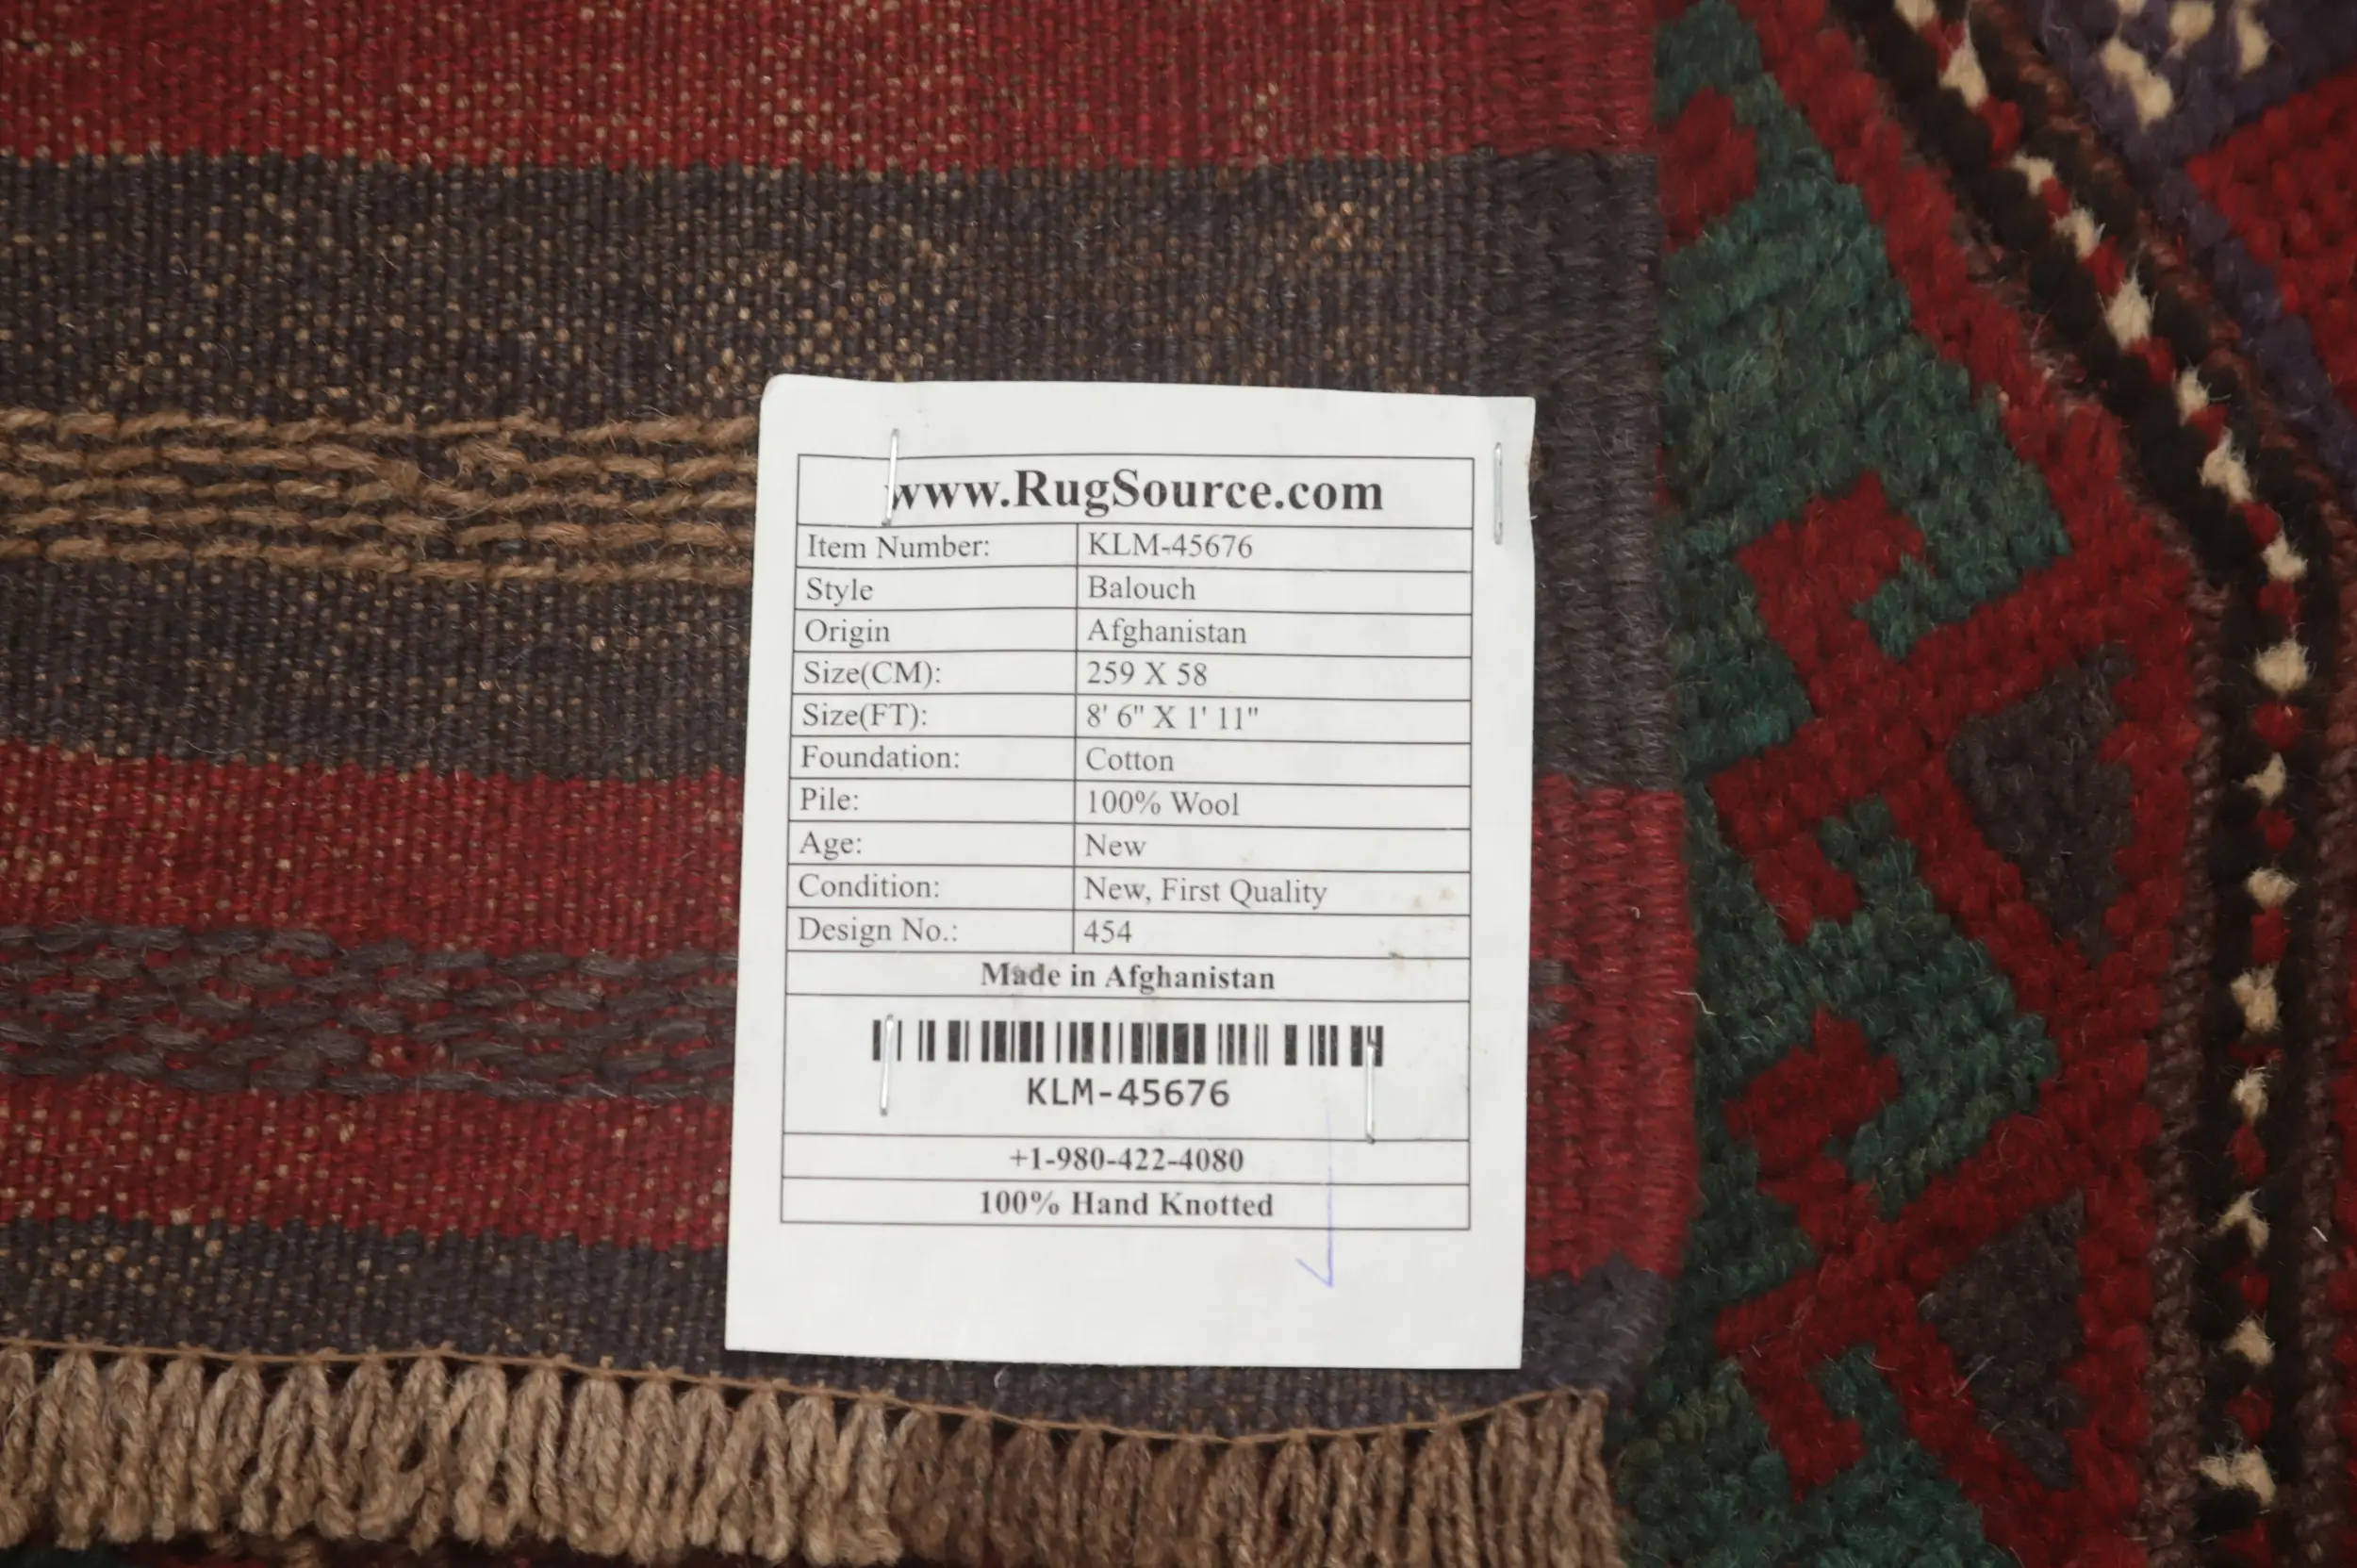 www.RugSource.com
Item Number: KLM-45676
Style Balouch
Origin Afghanistan
Size(CM): 259 X 58
Size(FT): 8' 6" X 1' 11"
Foundation: Cotton
Pile: 100% Wool
Age: New
Condition: New, First Quality
Design No.: 454
Made in Afghanistan
KLM-45676
+1-980-422-4080
100% Hand Knotted